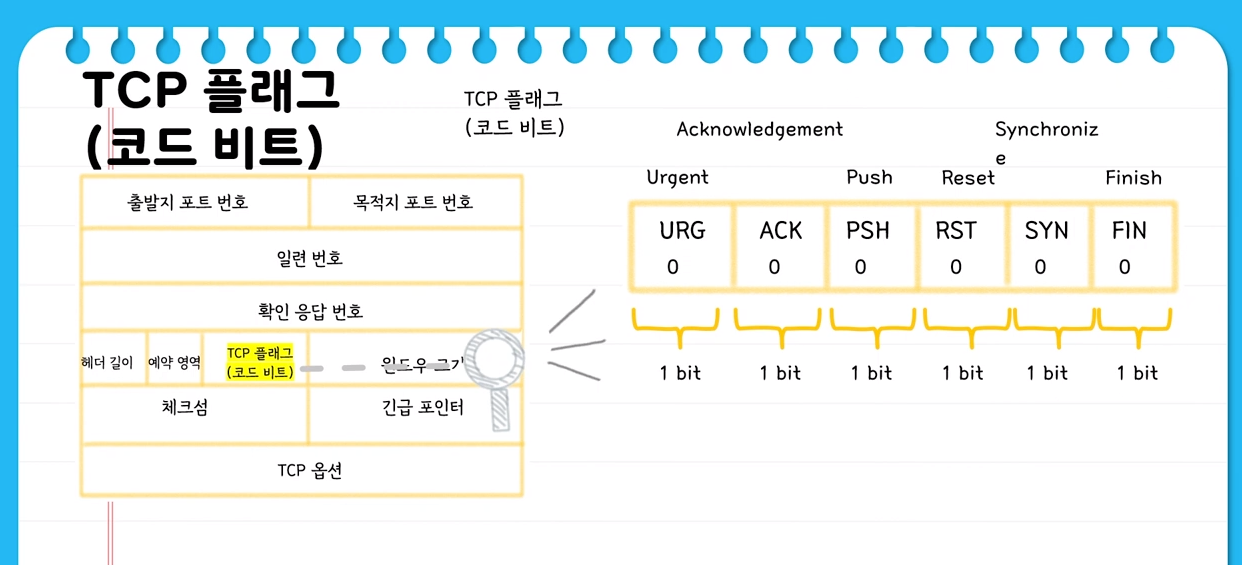 TCP 플래그
(코드 비트)
TCP 플래그
(코드 비트)
Acknowledgement
Synchroniz
e
Urgent
Push
Reset
Finish
URG
ACK
PSH
RST
SYN
FIN
0
0
0
0
0
0
1 bit
1 bit
1 bit
1 bit
1 bit
1 bit
출발지 포트 번호
목적지 포트 번호
일련 번호
확인 응답 번호
헤더 길이
예약 영역
TCP 플래그
(코드 비트)
윈도우 크기
체크섬
긴급 포인터
TCP 옵션